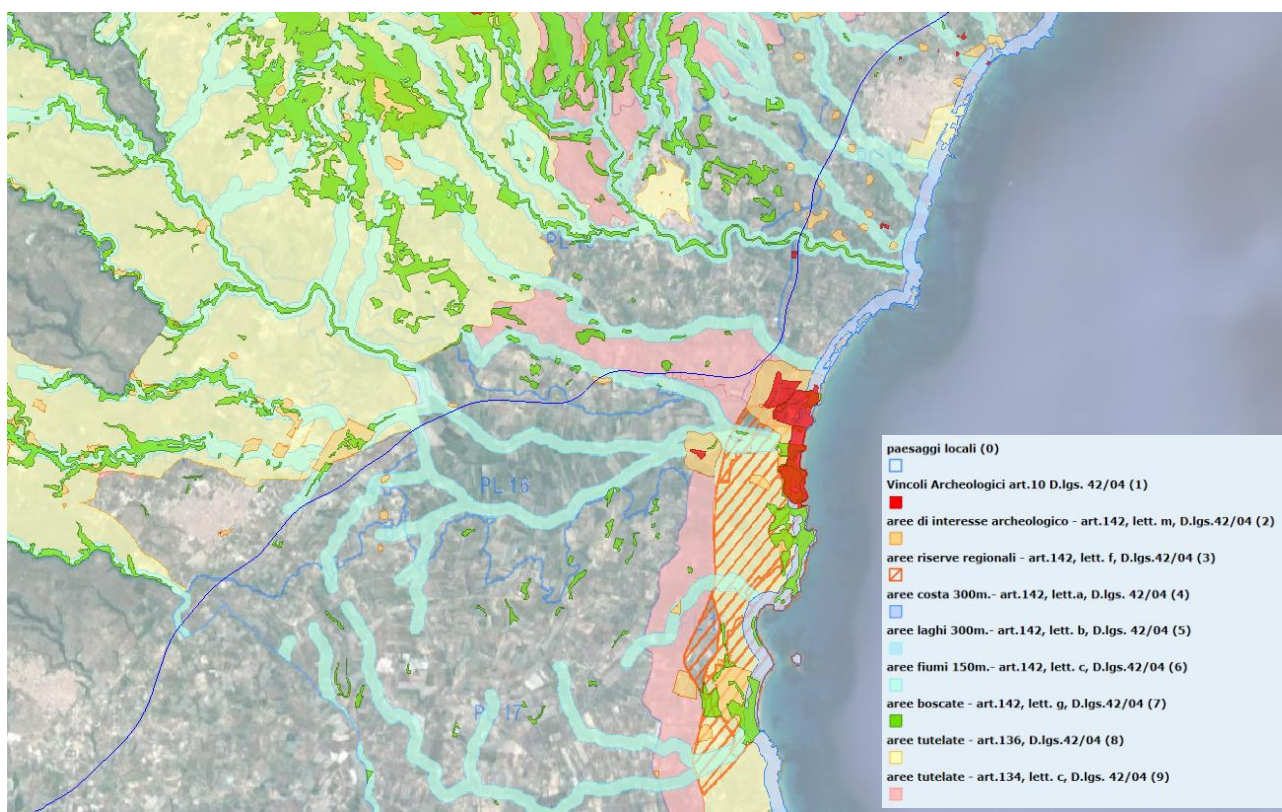 PL 16
PL 17
paesaggi locali (0)
Vincoli Archeologici art.10 D.lgs. 42/04 (1)
aree di interesse archeologico - art.142, lett. m, D.lgs.42/04 (2)
aree riserve regionali - art.142, lett. f, D.lgs.42/04 (3)
aree costa 300m.- art.142, lett.a, D.lgs. 42/04 (4)
aree laghi 300m.- art.142, lett. b, D.lgs. 42/04 (5)
aree fiumi 150m.- art.142, lett. c, D.lgs.42/04 (6)
aree boscate - art.142, lett. g, D.lgs.42/04 (7)
aree tutelate - art.136, D.lgs.42/04 (8)
aree tutelate - art.134, lett. c, D.lgs. 42/04 (9)